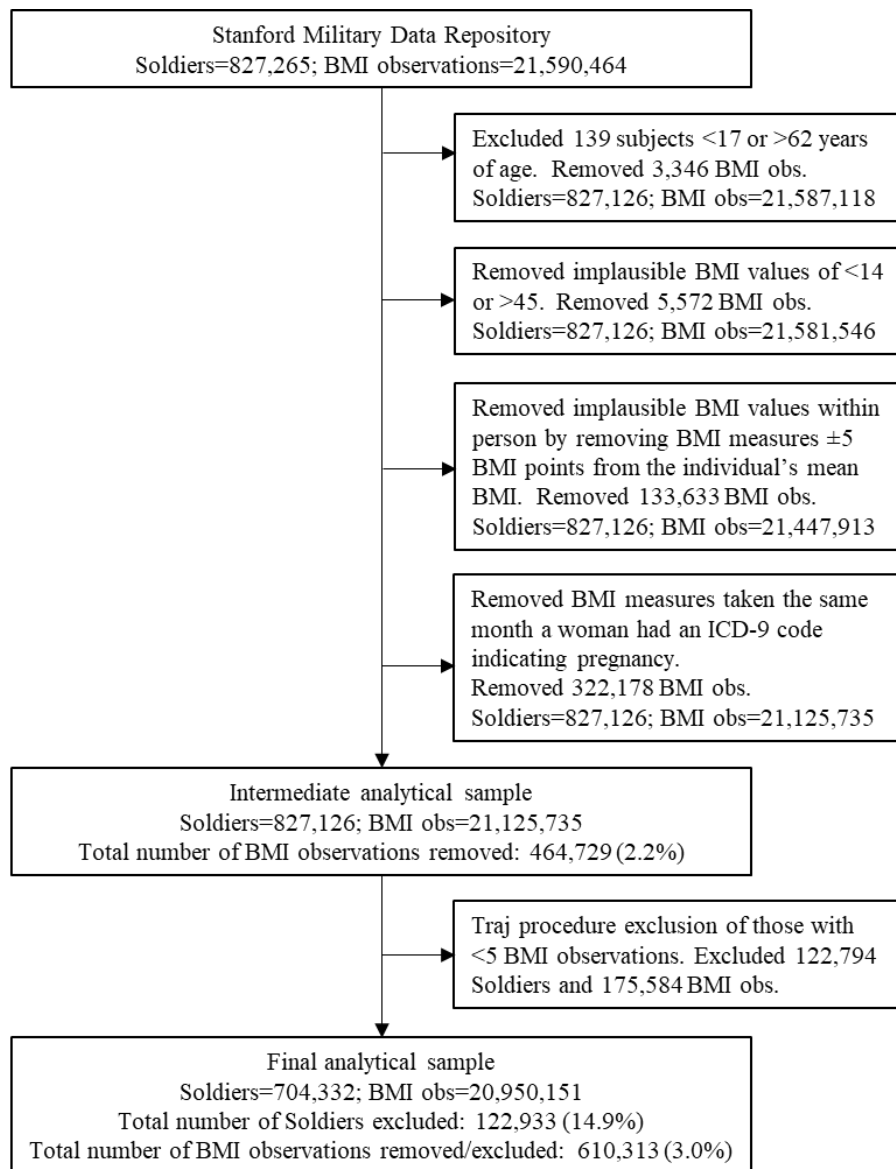 Stanford Military Data Repository
Soldiers=827,265; BMI observations=21,590,464
Excluded 139 subjects <17 or >62 years
of age. Removed 3,346 BMI obs.
Soldiers=827,126; BMI obs=21,587,118
Removed implausible BMI values of <14
or >45. Removed 5,572 BMI obs.
Soldiers=827,126; BMI obs=21,581,546
Removed implausible BMI values within
person by removing BMI measures ±5
BMI points from the individual’s mean
BMI. Removed 133,633 BMI obs.
Soldiers=827,126; BMI obs=21,447,913
Removed BMI measures taken the same
month a woman had an ICD-9 code
indicating pregnancy.
Removed 322,178 BMI obs.
Soldiers=827,126; BMI obs=21,125,735
Intermediate analytical sample
Soldiers=827,126; BMI obs=21,125,735
Total number of BMI observations removed: 464,729 (2.2%)
Traj procedure exclusion of those with
<5 BMI observations. Excluded 122,794
Soldiers and 175,584 BMI obs.
Final analytical sample
Soldiers=704,332; BMI obs=20,950,151
Total number of Soldiers excluded: 122,933 (14.9%)
Total number of BMI observations removed/excluded: 610,313 (3.0%)